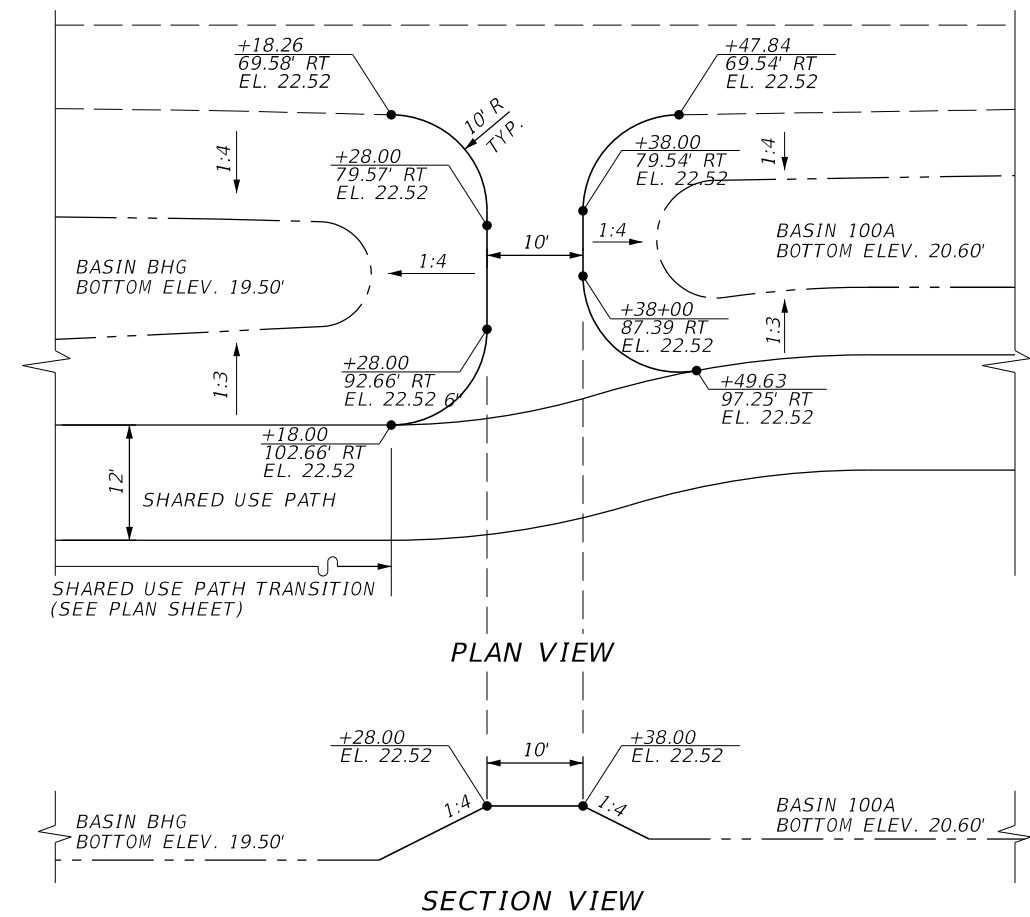 +18.26
69.58' RT
EL. 22.52
+47.84
69.54' RT
EL. 22.52
10' R
TYP.
1:4
+28.00
79.57' RT
EL. 22.52
+38.00
79.54' RT
EL. 22.52
1:4
BASIN BHG
BOTTOM ELEV. 19.50'
1:4
10'
1:4
BASIN 100A
BOTTOM ELEV. 20.60'
+38+00
87.39 RT
EL. 22.52
1:3
1:3
+28.00
92.66' RT
EL. 22.52 6"
+49.63
97.25' RT
EL. 22.52
+18.00
102.66' RT
EL. 22.52
12'
SHARED USE PATH
SHARED USE PATH TRANSITION
(SEE PLAN SHEET)
PLAN VIEW
+28.00
EL. 22.52
10'
+38.00
EL. 22.52
1:4
1:4
BASIN BHG
BOTTOM ELEV. 19.50'
BASIN 100A
BOTTOM ELEV. 20.60'
SECTION VIEW